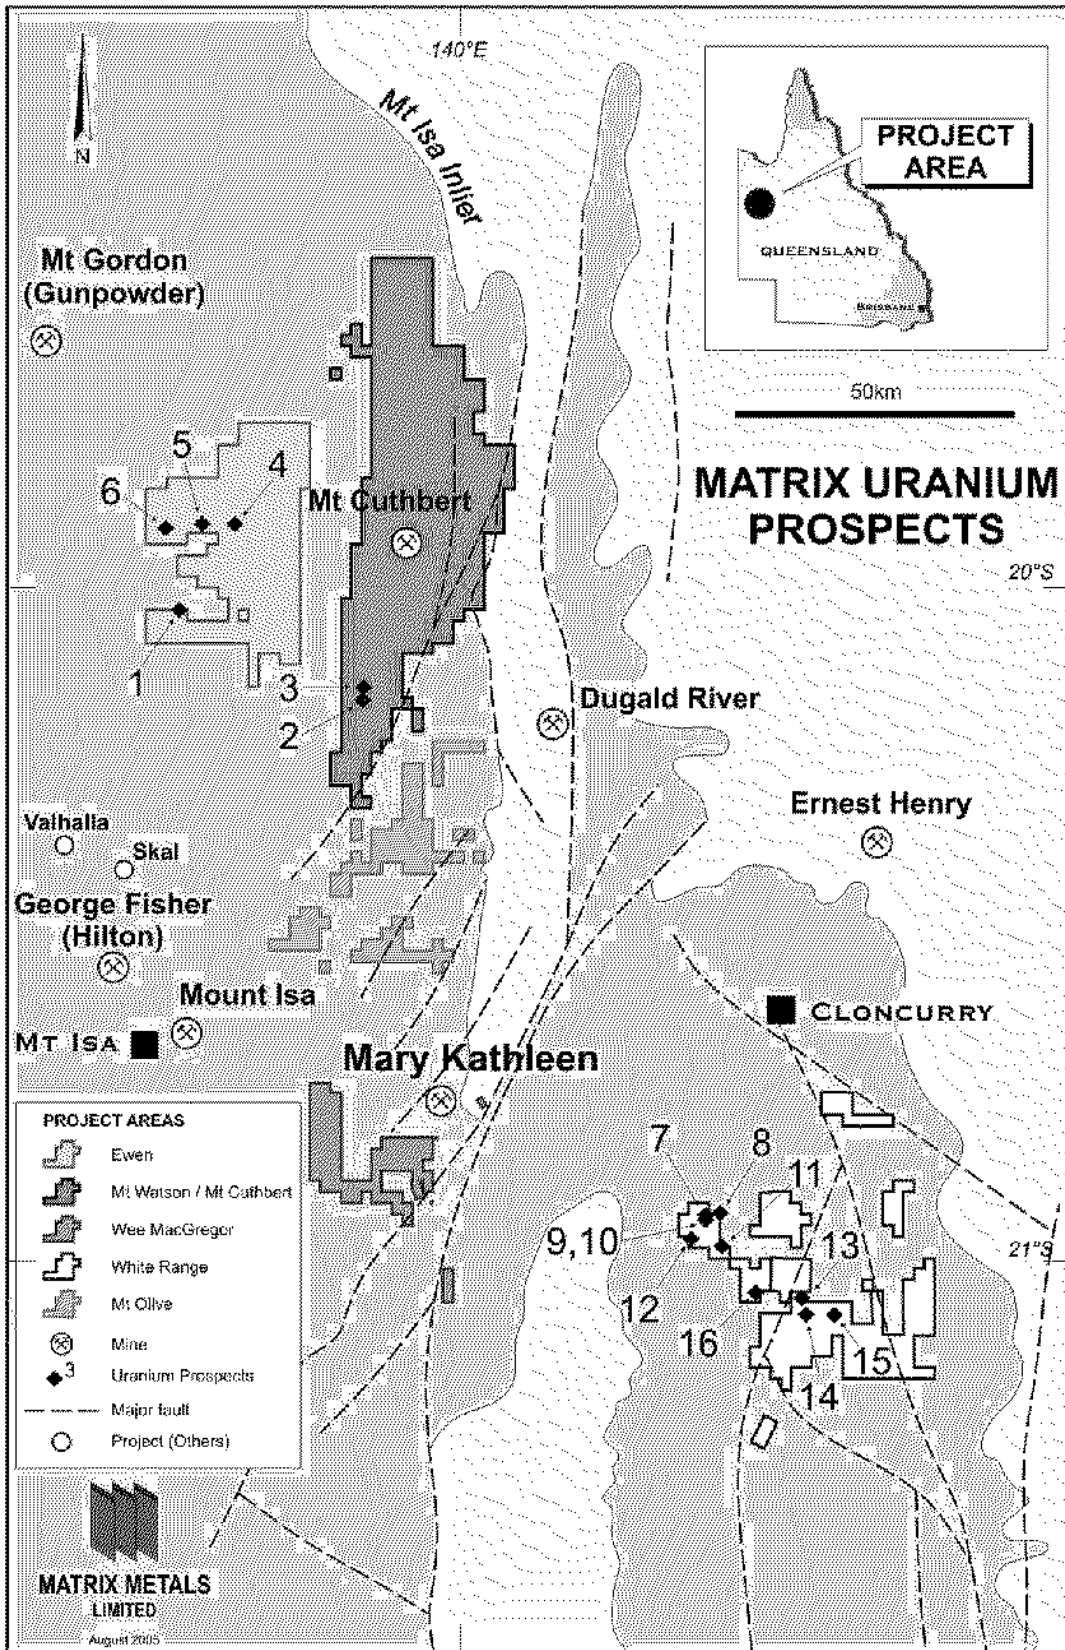 140°E
Mt Isa Inlier
N
PROJECT
AREA
QUEENSLAND
BRISBANE
Mt Gordon
(Gunpowder)
50km
MATRIX URANIUM
PROSPECTS
5
4
6
Mt Cuthbert
20°S
1
3
2
Dugald River
Ernest Henry
Valhalla
Skal
George Fisher
(Hilton)
Mount Isa
MT ISA
CLONCURRY
Mary Kathleen
7
8
11
9,10
13
21°S
12
16
15
14
PROJECT AREAS
Ewen
Mt Watson / Mt Cuthbert
Wee MacGregor
White Range
Mt Olive
Mine
3
Uranium Prospects
Major fault
Project (Others)
MATRIX METALS
LIMITED
August 2005